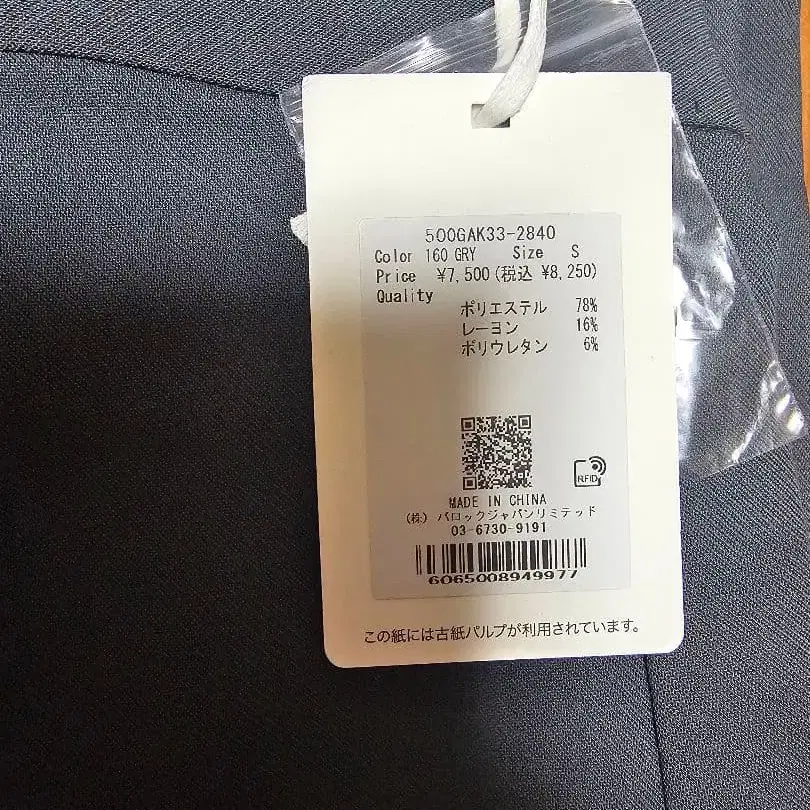 500GAK33-2840
Color 160 GRY Size S
Price ¥7,500(税込 ¥8,250)
Quality
ポリエステル 78%
レーヨン 16%
ポリウレタン 6%
RFID
MADE IN CHINA
(株) バロックジャパンリミテッド
03-6730-9191
6065008949977
この紙には古紙パルプが利用されています。